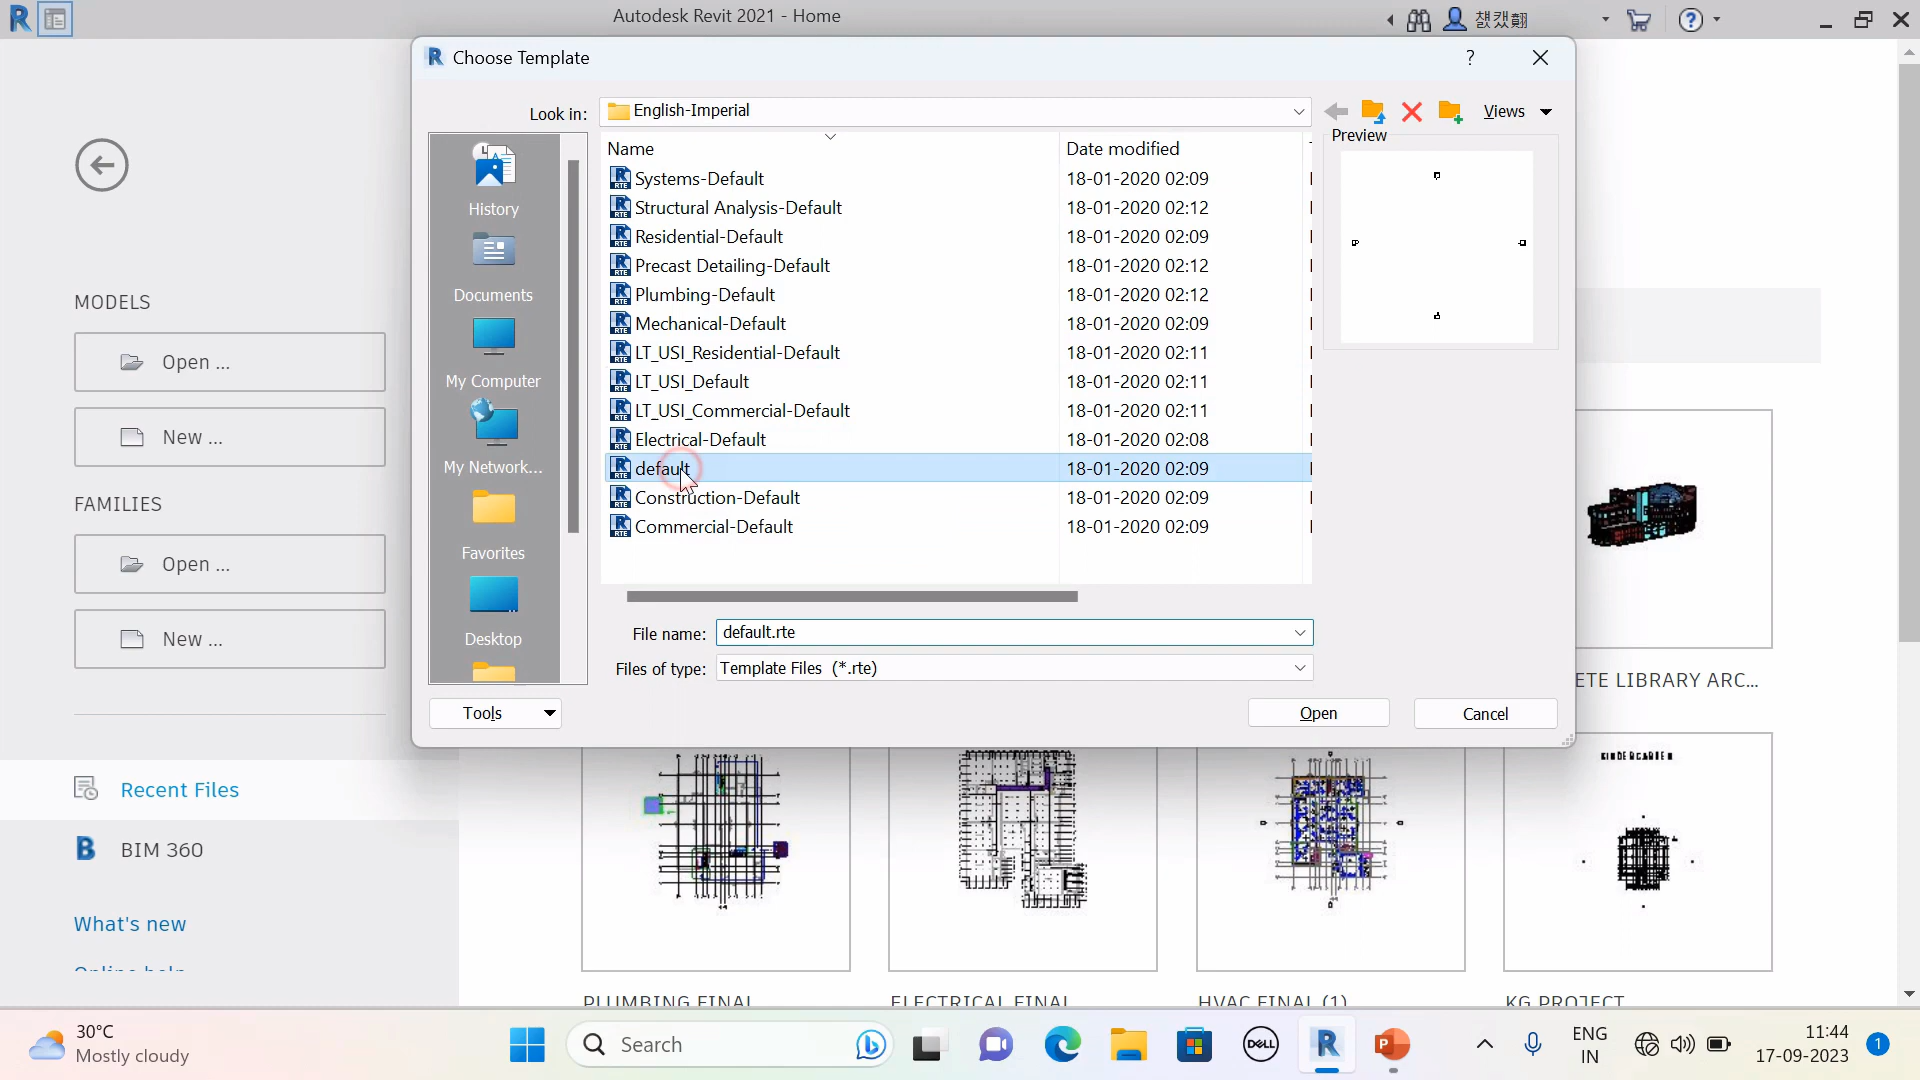 Autodesk Revit 2021 - Home
Choose Template
?
Look in:
English-Imperial
Views
Preview
Name
Date modified
Systems-Default
18-01-2020 02:09
Structural Analysis-Default
18-01-2020 02:12
Residential-Default
18-01-2020 02:09
Precast Detailing-Default
18-01-2020 02:12
Plumbing-Default
18-01-2020 02:12
Mechanical-Default
18-01-2020 02:09
LT_USI_Residential-Default
18-01-2020 02:11
LT_USI_Default
18-01-2020 02:11
LT_USI_Commercial-Default
18-01-2020 02:11
Electrical-Default
18-01-2020 02:08
default
18-01-2020 02:09
Construction-Default
18-01-2020 02:09
Commercial-Default
18-01-2020 02:09
History
Documents
My Computer
My Network...
Favorites
Desktop
File name:
default.rte
Files of type:
Template Files (*.rte)
Tools
Open
Cancel
MODELS
Open ...
New ...
FAMILIES
Open ...
New ...
Recent Files
BIM 360
What's new
Online help
ETE LIBRARY ARC...
KINDERGARTEN
PLUMBING FINAL
ELECTRICAL FINAL
HVAC FINAL (1)
KG PROJECT
30°C
Mostly cloudy
Search
DELL
ENG
IN
11:44
17-09-2023
1